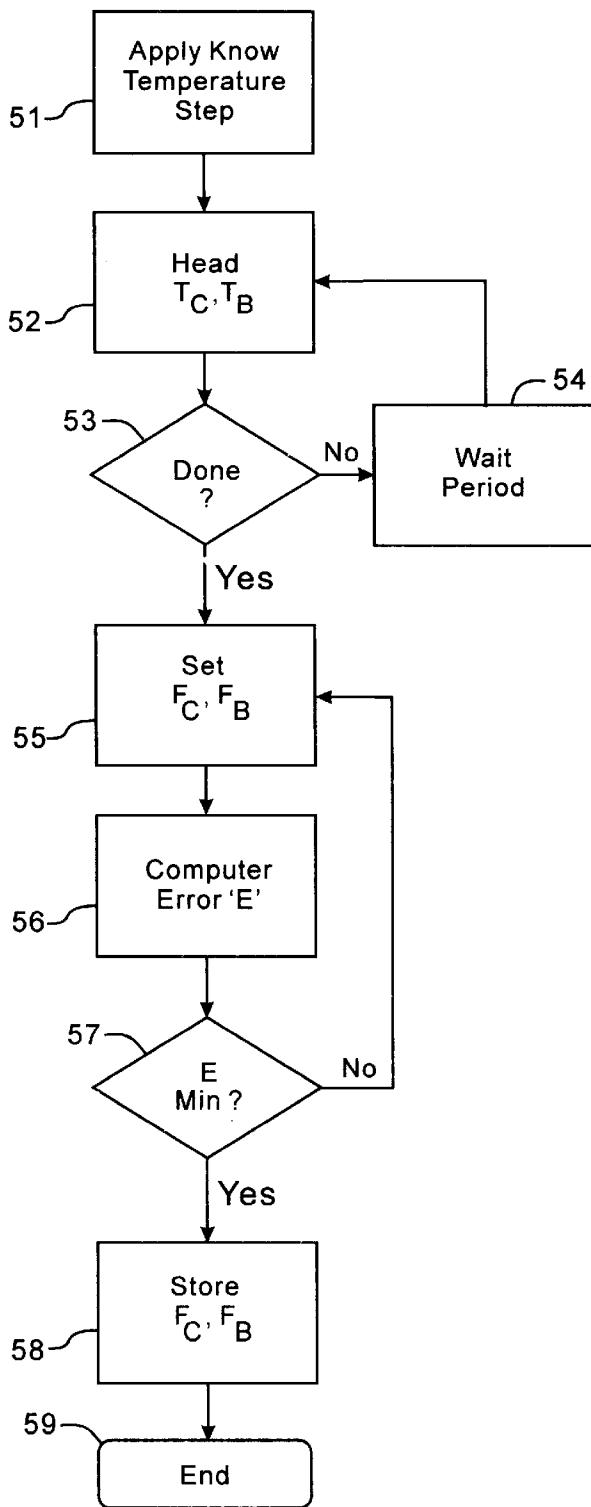 Apply Know
Temperature
Step
51
Head
T_C, T_B
52
53
Done
?
No
54
Wait
Period
Yes
Set
F_C, F_B
55
Computer
Error 'E'
56
57
E
Min ?
No
Yes
Store
F_C, F_B
58
59
End